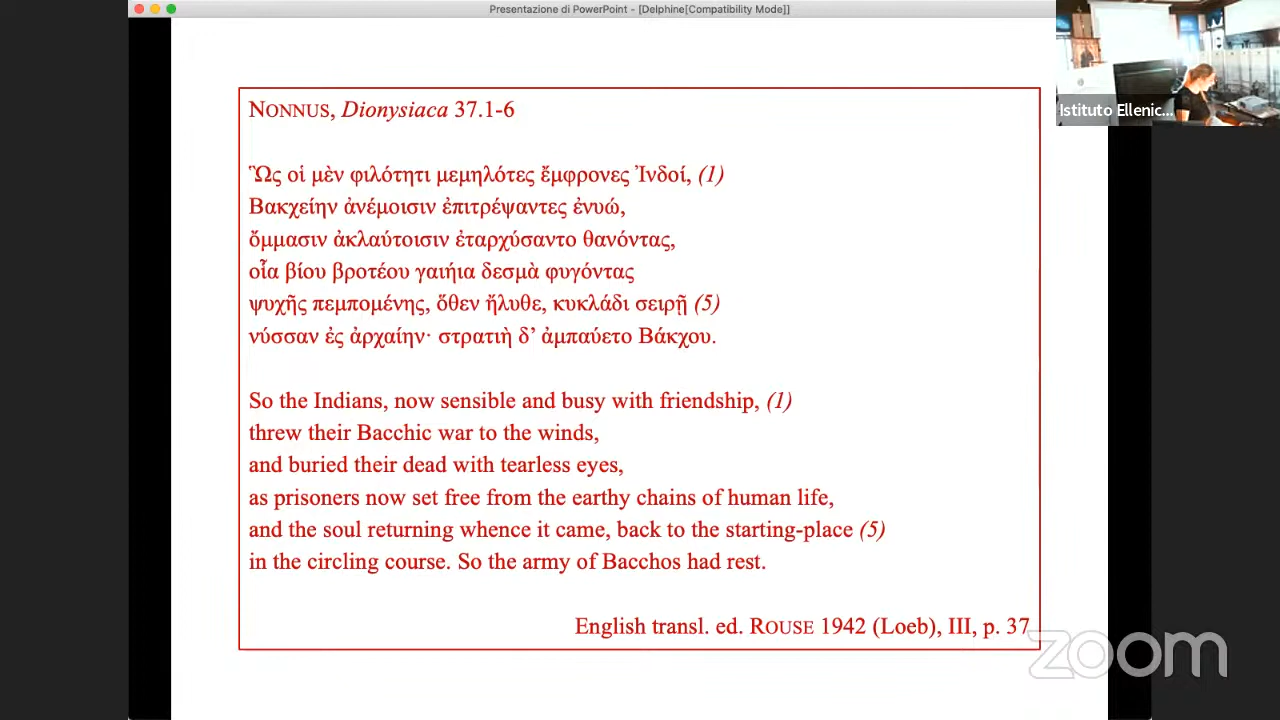 Presentazione di PowerPoint - [Delphine[Compatibility Mode]]
Istituto Ellenic...
NONNUS, Dionysiaca 37.1-6
Ὣς οἱ μὲν φιλότητι μεμηλότες ἔμφρονες Ἰνδοί, (1)
Βακχείην ἀνέμοισιν ἐπιτρέψαντες ἐνυώ,
ὄμμασιν ἀκλαύτοισιν ἐταρχύσαντο θανόντας,
οἷα βίου βροτέου γαιήια δεσμὰ φυγόντας
ψυχῆς πεμπομένης, ὅθεν ἤλυθε, κυκλάδι σειρῇ (5)
νύσσαν ἐς ἀρχαίην· στρατιὴ δ’ ἀμπαύετο Βάκχου.
So the Indians, now sensible and busy with friendship, (1)
threw their Bacchic war to the winds,
and buried their dead with tearless eyes,
as prisoners now set free from the earthy chains of human life,
and the soul returning whence it came, back to the starting-place (5)
in the circling course. So the army of Bacchos had rest.
English transl. ed. ROUSE 1942 (Loeb), III, p. 37
zoom